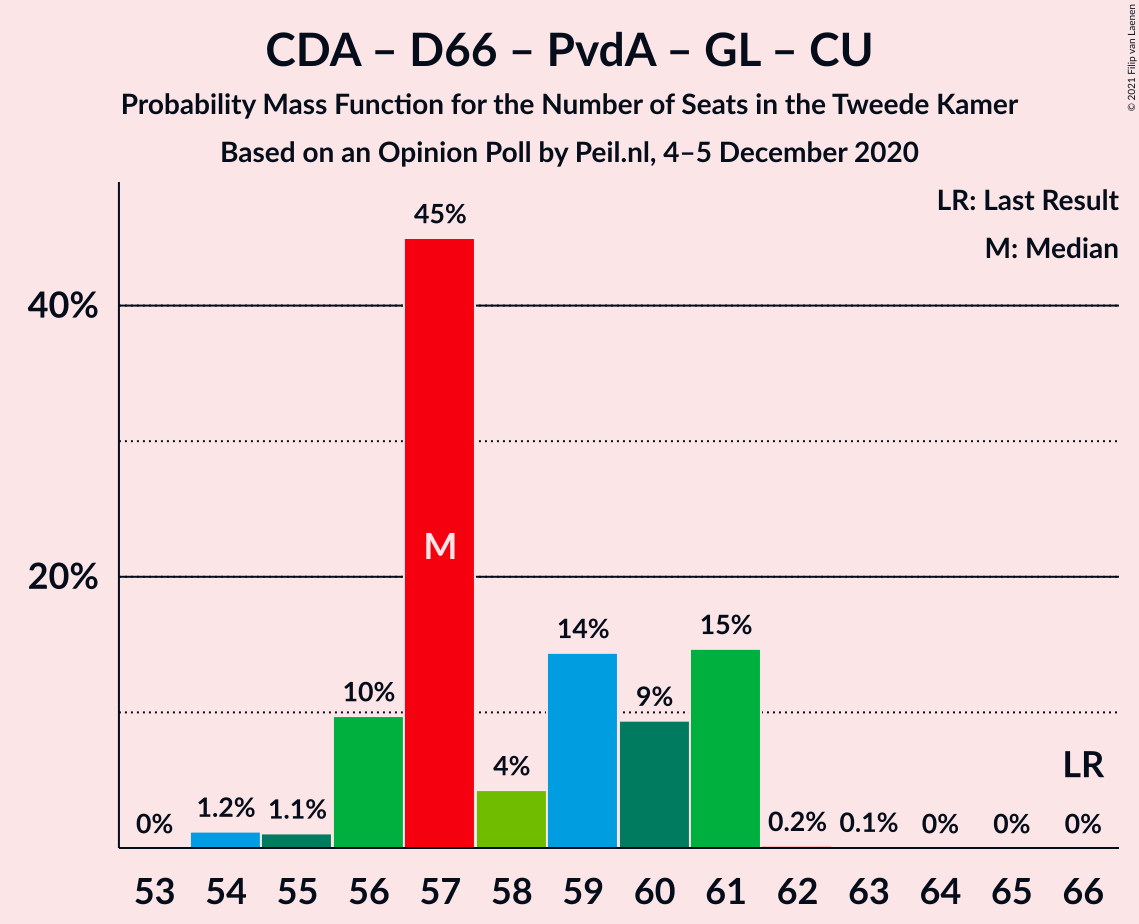 CDA – D66 – PvdA – GL – CU
Probability Mass Function for the Number of Seats in the Tweede Kamer
Based on an Opinion Poll by Peil.nl, 4–5 December 2020
© 2021 Filip van Laenen
LR: Last Result
M: Median
40%
20%
0%
1.2%
1.1%
10%
45%
M
4%
14%
9%
15%
0.2%
0.1%
0%
0%
LR
0%
53 54 55 56 57 58 59 60 61 62 63 64 65 66